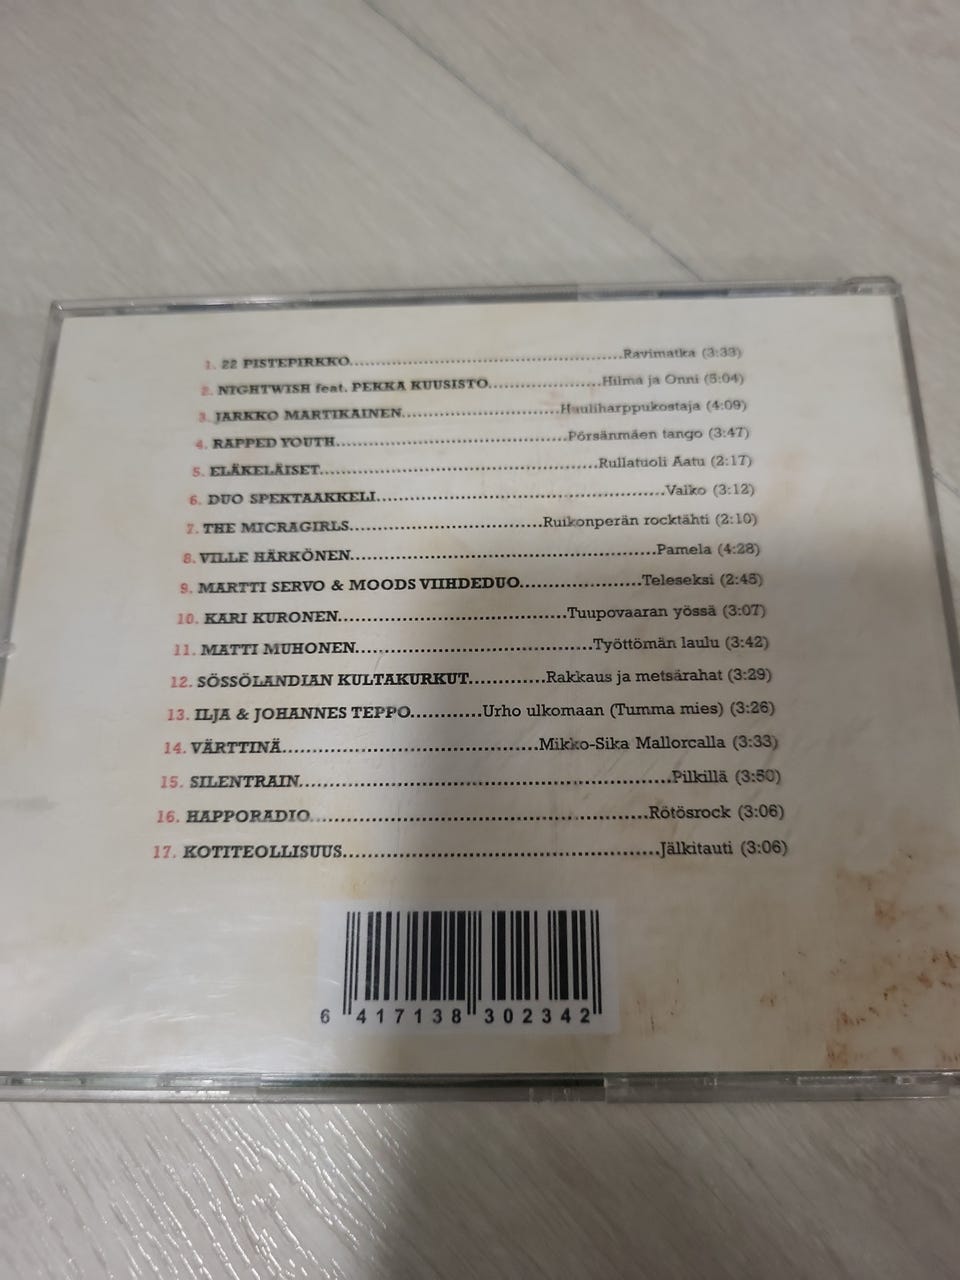 1. 22 PISTEPIRKKO..........Ravimatka (3:33)
2. NIGHTWISH feat. PEKKA KUUSISTO..........Hilma ja Onni (5:04)
3. JARKKO MARTIKAINEN..........Hauliharppukostaja (4:09)
4. RAPPED YOUTH..........Pörsänmäen tango (3:47)
5. ELÄKELÄISET..........Rullatuoli Aatu (2:17)
6. DUO SPEKTAAKKELI..........Valko (3:12)
7. THE MICRAGIRLS..........Ruikonperän rocktähti (2:10)
8. VILLE HÄRKÖNEN..........Pamela (4:28)
9. MARTTI SERVO & MOODS VIIHDEDUO..........Teleseksi (2:45)
10. KARI KURONEN..........Tuupovaaran yössä (3:07)
11. MATTI MUHONEN..........Työttömän laulu (3:42)
12. SÖSSÖLANDIAN KULTAKURKUT..........Rakkaus ja metsärahat (3:29)
13. ILJA & JOHANNES TEPPO..........Urho ulkomaan (Tumma mies) (3:26)
14. VÄRTTINÄ..........Mikko-Sika Mallorcalla (3:33)
15. SILENTRAIN..........Pilkillä (3:50)
16. HAPPORADIO..........Rötösrock (3:06)
17. KOTITEOLLISUUS..........Jälkitauti (3:06)
6 417138 302342